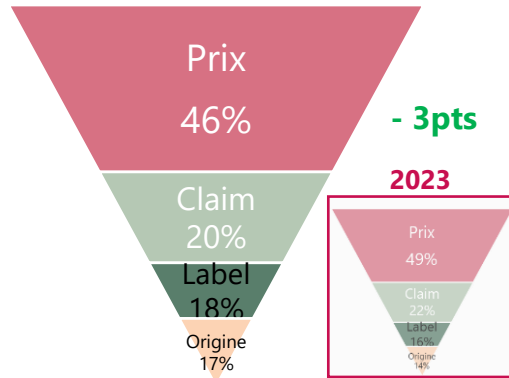 Prix
46%
- 3pts
Claim
20%
Label
18%
Origine
17%
2023
Prix
49%
Claim
22%
Label
16%
Origine
14%